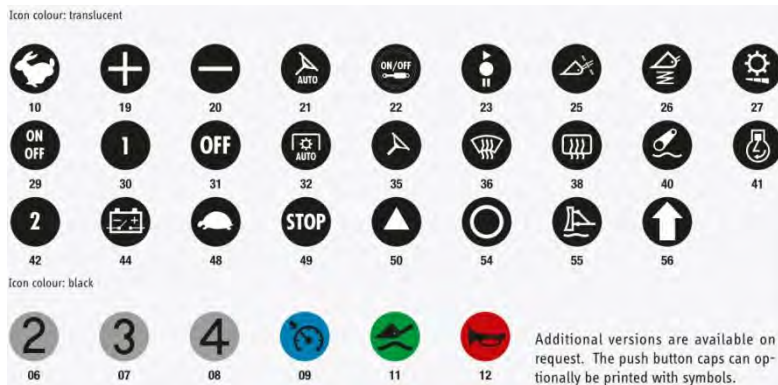 Icon colour: translucent
AUTO
ON/OFF
10 19 20 21 22 23 25 26 27
ON
OFF
1
OFF
AUTO
29 30 31 32 35 36 38 40 41
2
STOP
42 44 48 49 50 54 55 56
Icon colour: black
2 3 4
06 07 08 09 11 12
Additional versions are available on
request. The push button caps can op-
tionally be printed with symbols.